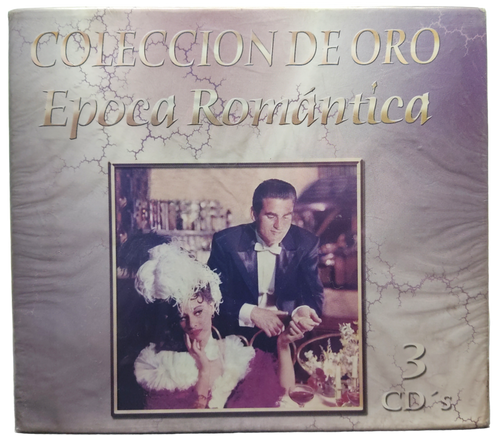 COLECCION DE ORO
Epoca Romántica
3
CD´s